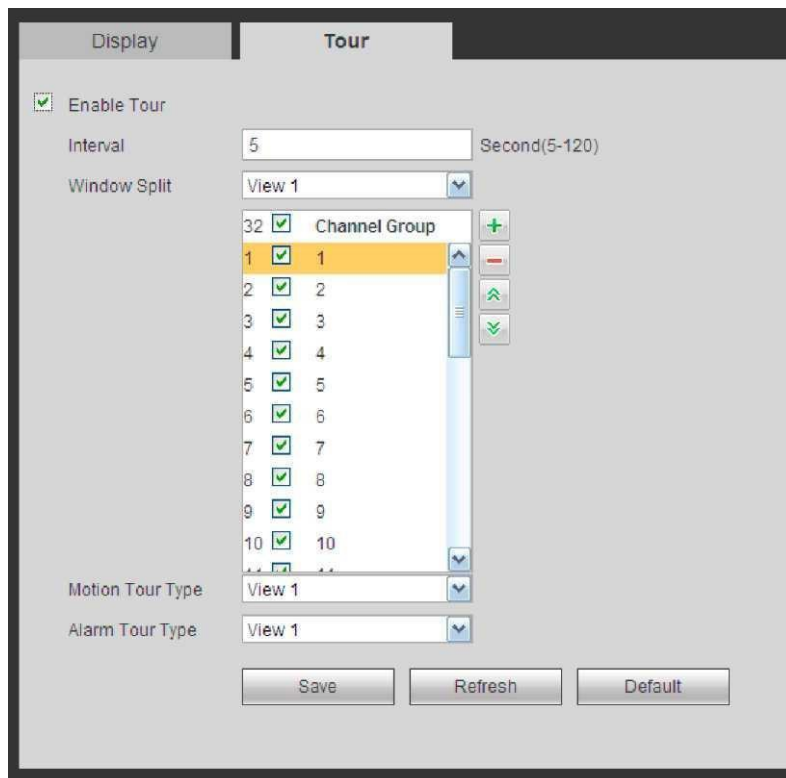 Display Tour
Enable Tour
Interval 5 Second(5-120)
Window Split View 1
32 Channel Group
1 1
2 2
3 3
4 4
5 5
6 6
7 7
8 8
9 9
10 10
Motion Tour Type View 1
Alarm Tour Type View 1
Save Refresh Default